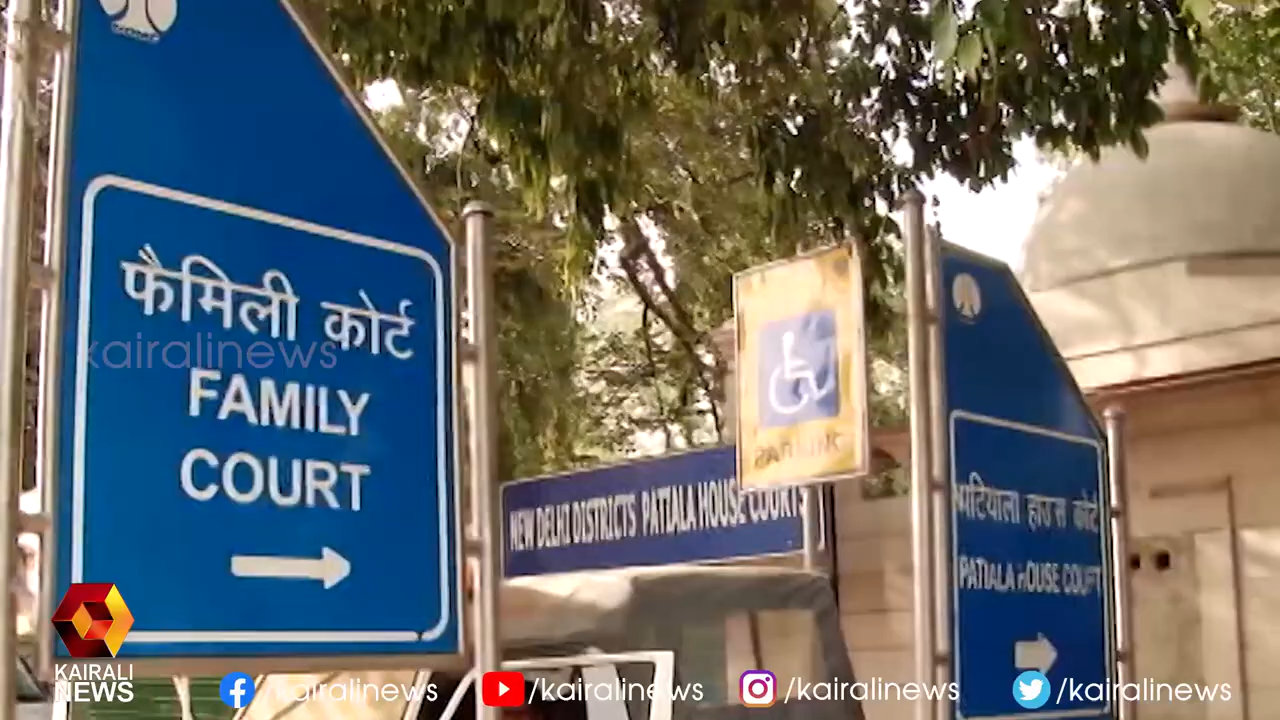 फैमिली कोर्ट
kairalinews
FAMILY
COURT
NEW DELHI DISTRICTS PATIALA HOUSE COURTS
PARKING
पटियाला हाउस कोर्ट
PATIALA HOUSE COURT
KAIRALI
NEWS
/kairalinews
/kairalinews
/kairalinews
/kairalinews